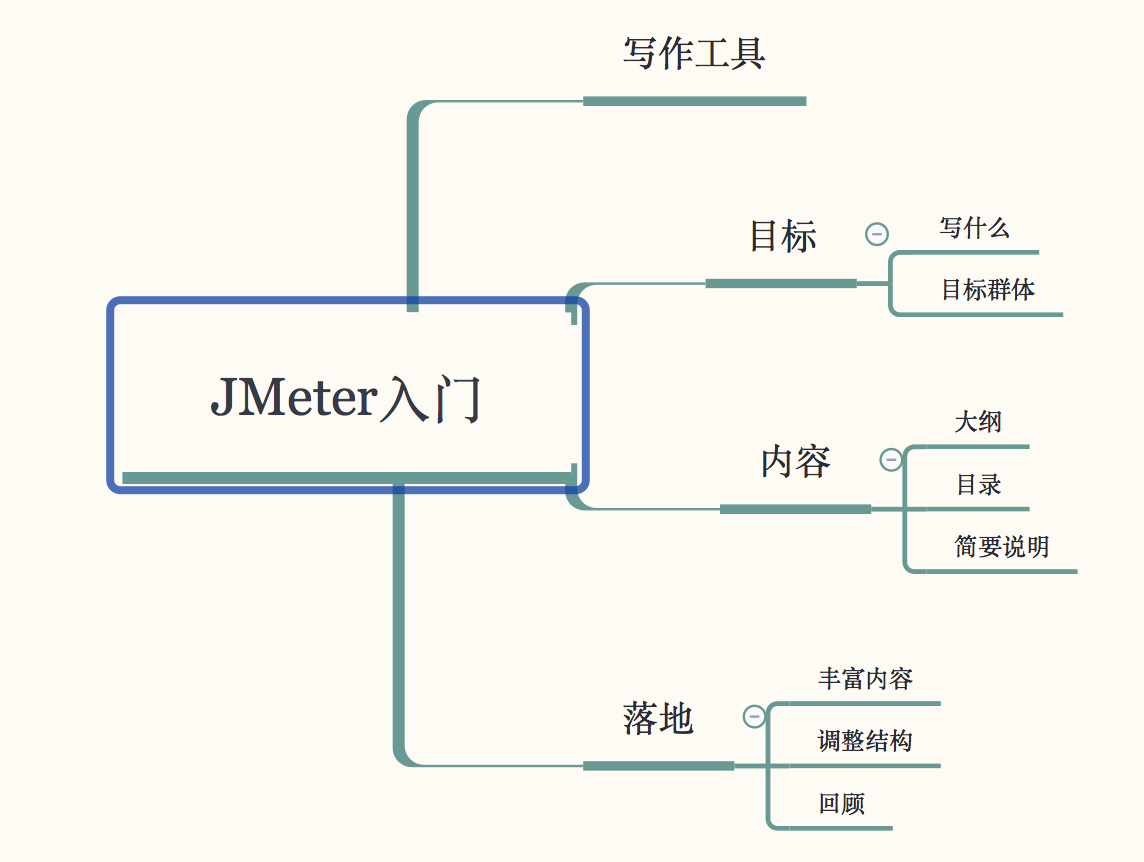 写作工具
目标
写什么
目标群体
JMeter入门
内容
大纲
目录
简要说明
落地
丰富内容
调整结构
回顾